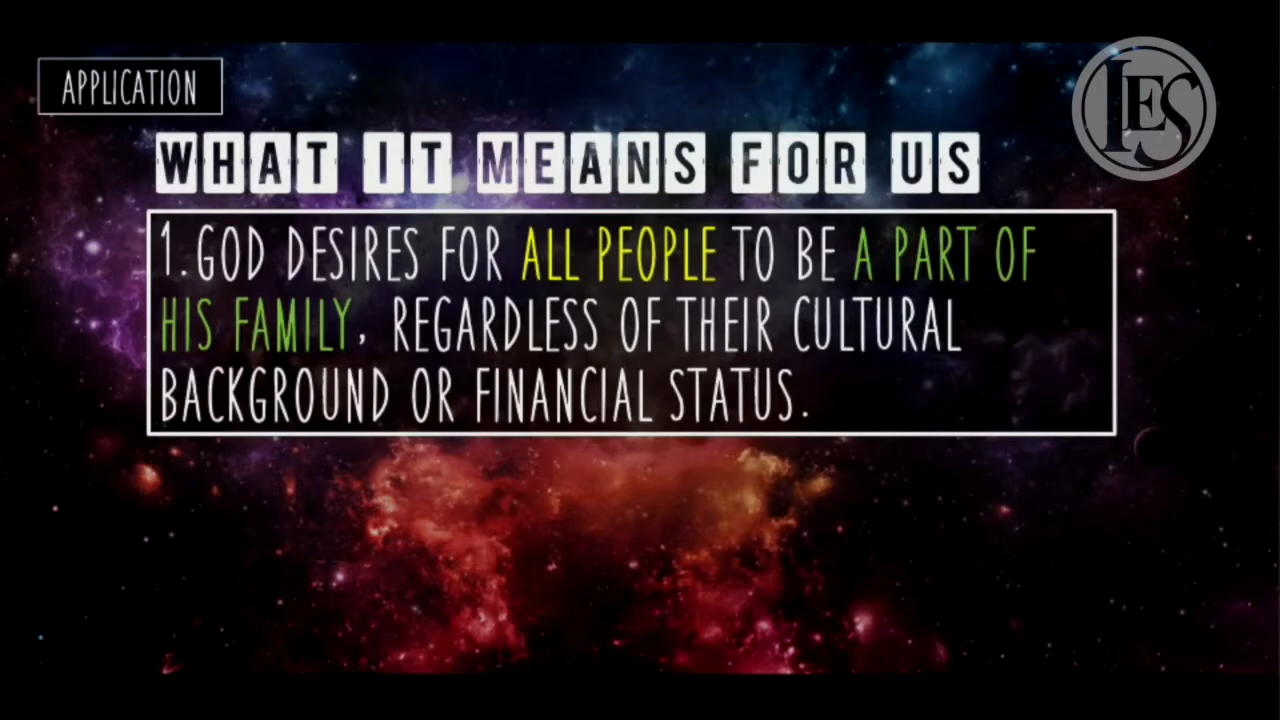 APPLICATION
IES
WHAT IT MEANS FOR US
1. GOD DESIRES FOR ALL PEOPLE TO BE A PART OF
HIS FAMILY, REGARDLESS OF THEIR CULTURAL
BACKGROUND OR FINANCIAL STATUS.